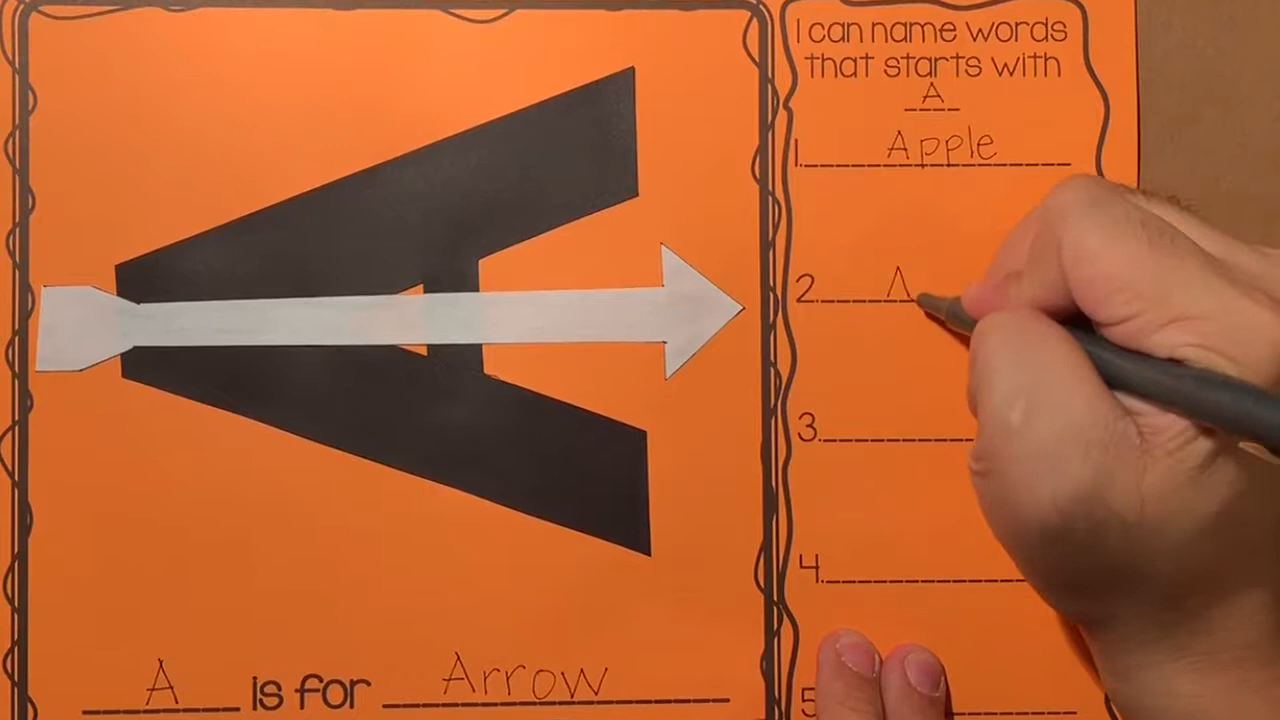 I can name words
that starts with
A
1. Apple
2. A
3.
4.
5
A is for Arrow